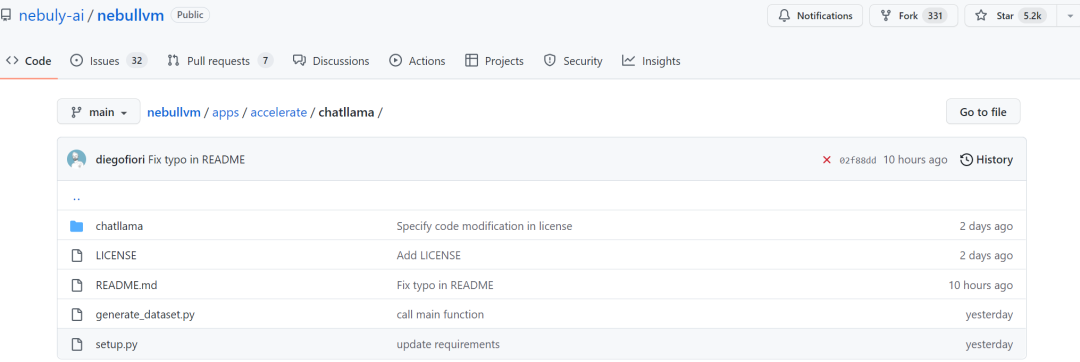 nebuly-ai / nebullvm Public Notifications Fork 331 Star 5.2k
Code Issues 32 Pull requests 7 Discussions Actions Projects Security Insights
main nebullvm / apps / accelerate / chatllama / Go to file
diegofiori Fix typo in README 02f88dd 10 hours ago History
..
chatllama Specify code modification in license 2 days ago
LICENSE Add LICENSE 2 days ago
README.md Fix typo in README 10 hours ago
generate_dataset.py call main function yesterday
setup.py update requirements yesterday